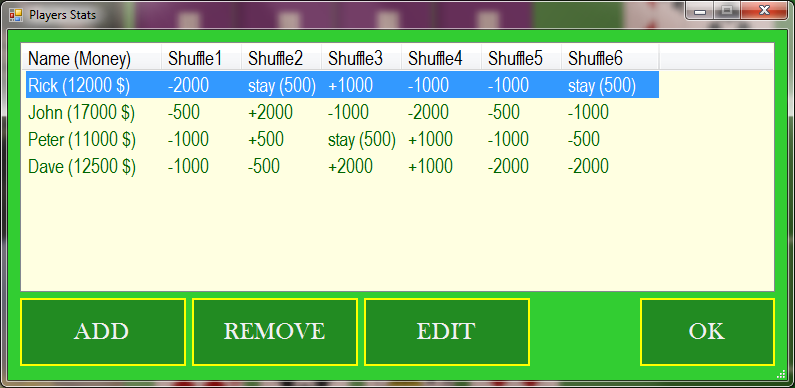 Players Stats
Name (Money) Shuffle1 Shuffle2 Shuffle3 Shuffle4 Shuffle5 Shuffle6
Rick (12000 $) -2000 stay (500) +1000 -1000 -1000 stay (500)
John (17000 $) -500 +2000 -1000 -2000 -500 -1000
Peter (11000 $) -1000 +500 stay (500) +1000 -1000 -500
Dave (12500 $) -1000 -500 +2000 +1000 -2000 -2000
ADD REMOVE EDIT OK